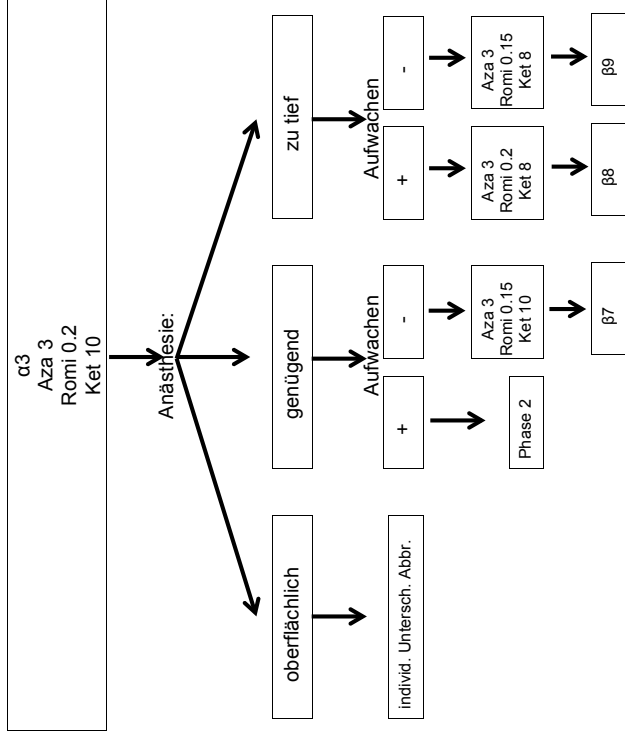 α3
Aza 3
Romi 0.2
Ket 10
Anästhesie:
oberflächlich
genügend
zu tief
individ. Untersch. Abbr.
Aufwachen
+
-
Aufwachen
+
-
Phase 2
Aza 3
Romi 0.15
Ket 10
Aza 3
Romi 0.2
Ket 8
Aza 3
Romi 0.15
Ket 8
β7
β8
β9